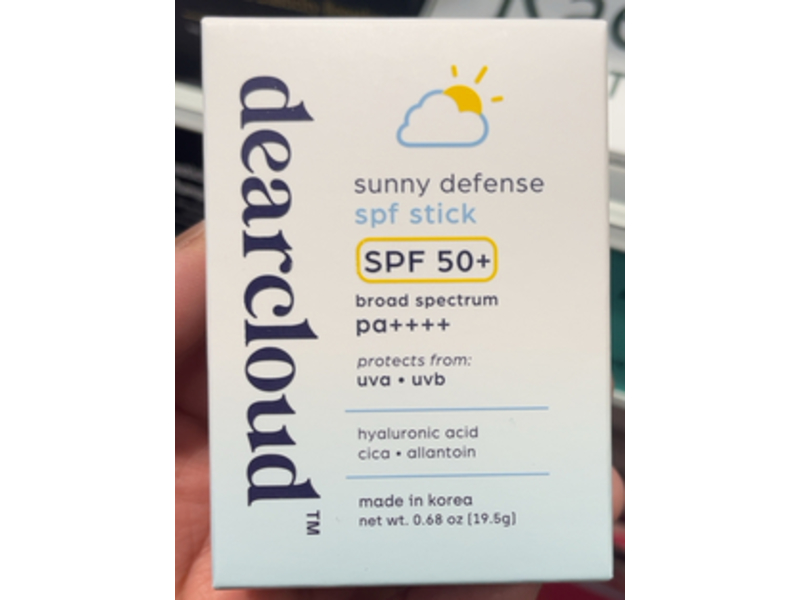 dearcloud™
sunny defense
spf stick
SPF 50+
broad spectrum
pa++++
protects from:
uva • uvb
hyaluronic acid
cica • allantoin
made in korea
net wt. 0.68 oz (19.5g)